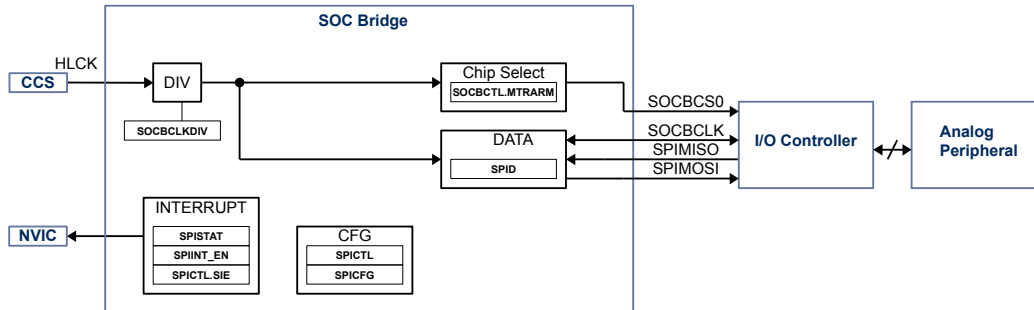 SOC Bridge
HLCK
CCS
DIV
SOCBCLKDIV
Chip Select
SOCBCTL.MTRARM
SOCBCS0
DATA
SPID
SOCBCLK
SPIMISO
SPIMOSI
I/O Controller
Analog
Peripheral
NVIC
INTERRUPT
SPISTAT
SPIINT_EN
SPICTL.SIE
CFG
SPICTL
SPICFG